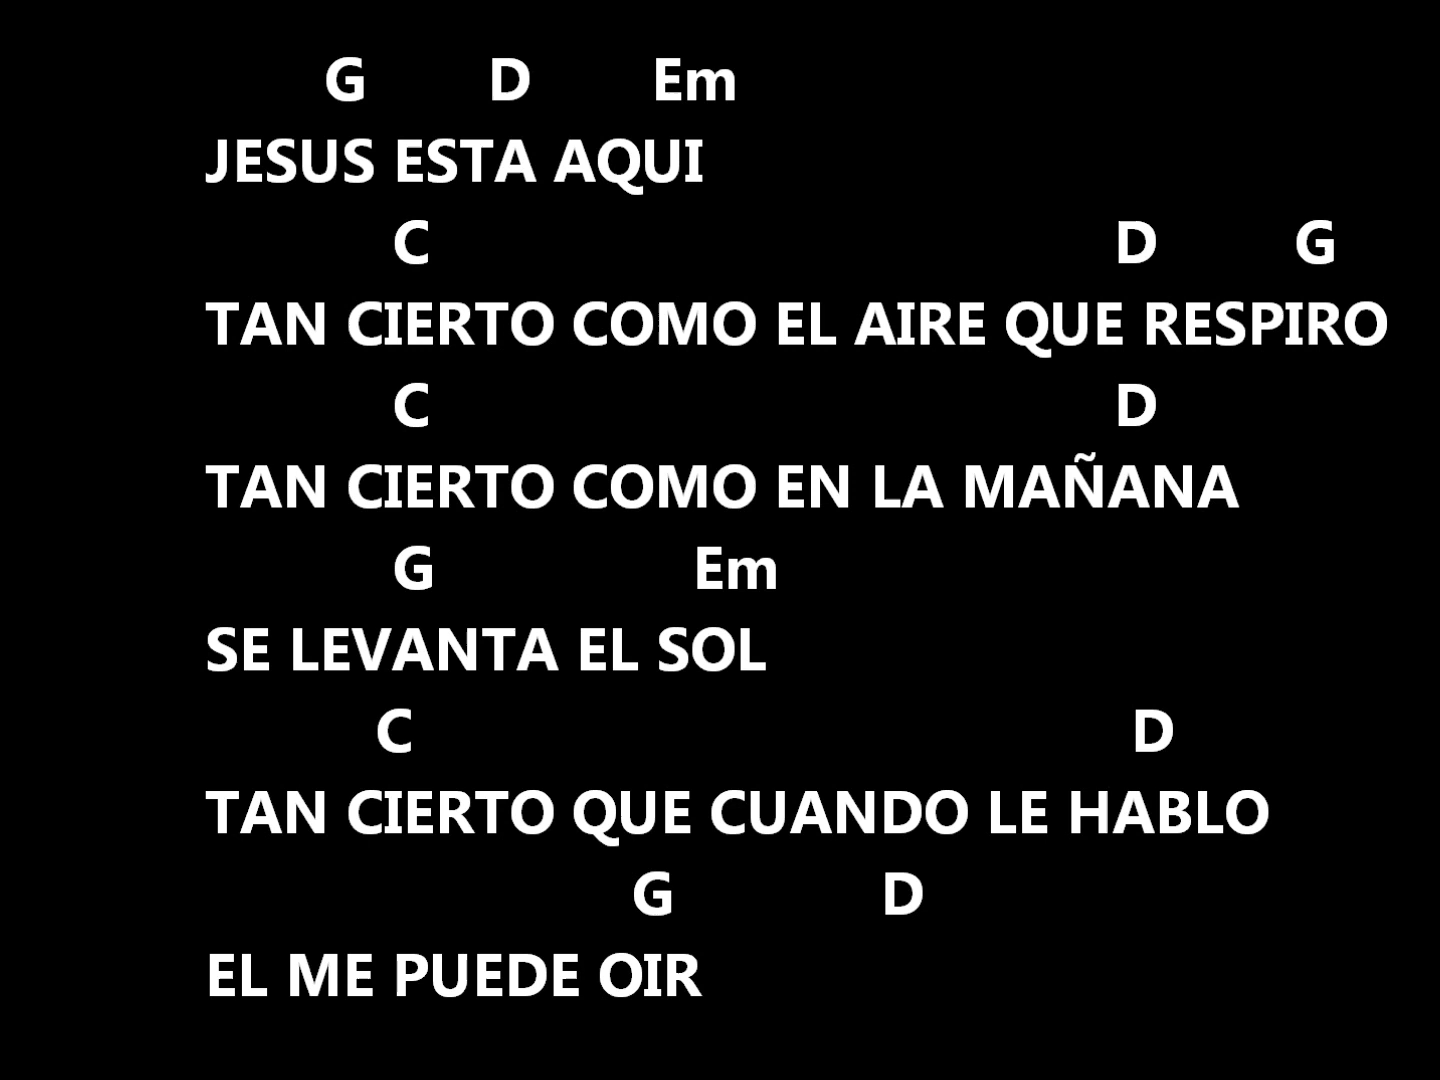 G D Em
JESUS ESTA AQUI
C D G
TAN CIERTO COMO EL AIRE QUE RESPIRO
C D
TAN CIERTO COMO EN LA MAÑANA
G Em
SE LEVANTA EL SOL
C D
TAN CIERTO QUE CUANDO LE HABLO
G D
EL ME PUEDE OIR